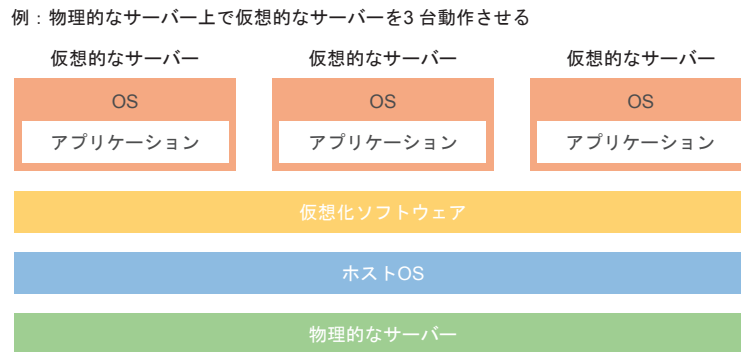 例：物理的なサーバー上で仮想的なサーバーを3 台動作させる
仮想的なサーバー 仮想的なサーバー 仮想的なサーバー
OS OS OS
アプリケーション アプリケーション アプリケーション
仮想化ソフトウェア
ホストOS
物理的なサーバー